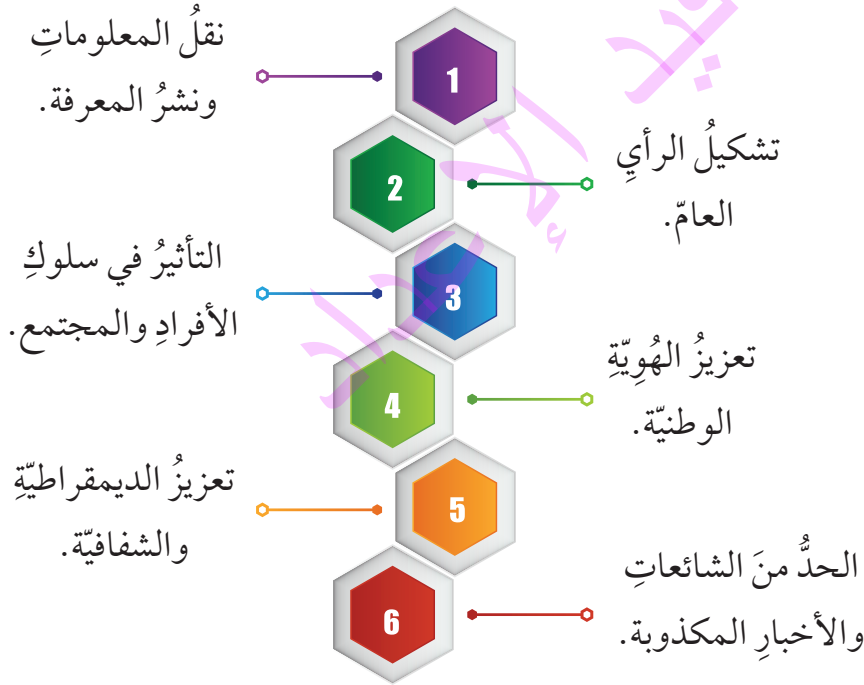 1
نقلُ المعلوماتِ
ونشرُ المعرفة.
2
تشكيلُ الرأيِ
العامّ.
3
التأثيرُ في سلوكِ
الأفرادِ والمجتمع.
4
تعزيزُ الهُوِيّةِ
الوطنيّة.
5
تعزيزُ الديمقراطيّةِ
والشفافيّة.
6
الحدُّ منَ الشائعاتِ
والأخبارِ المكذوبة.